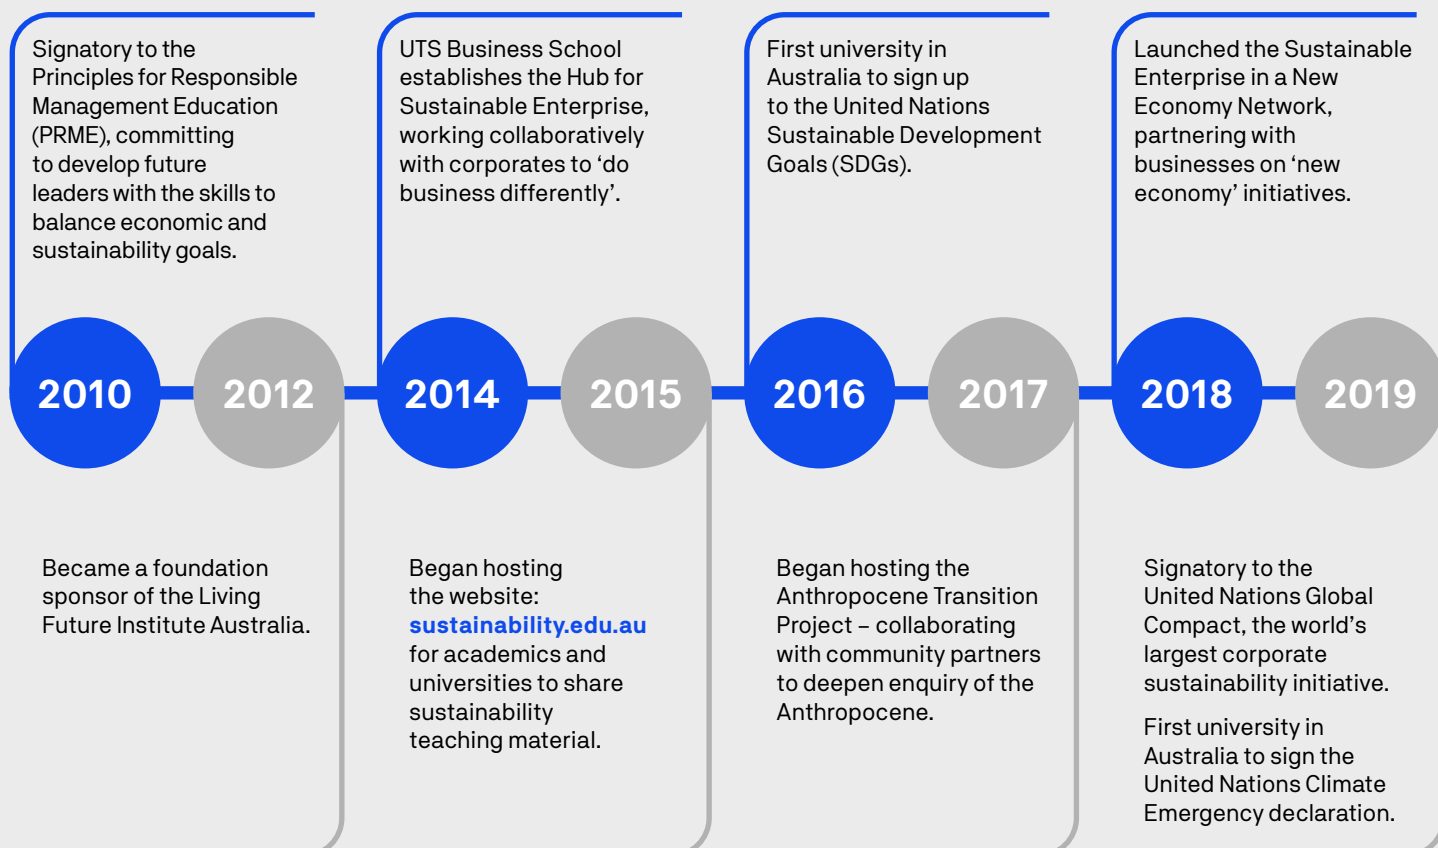 Signatory to the
Principles for Responsible
Management Education
(PRME), committing
to develop future
leaders with the skills to
balance economic and
sustainability goals.
UTS Business School
establishes the Hub for
Sustainable Enterprise,
working collaboratively
with corporates to ‘do
business differently’.
First university in
Australia to sign up
to the United Nations
Sustainable Development
Goals (SDGs).
Launched the Sustainable
Enterprise in a New
Economy Network,
partnering with
businesses on ‘new
economy’ initiatives.
2010
2012
2014
2015
2016
2017
2018
2019
Became a foundation
sponsor of the Living
Future Institute Australia.
Began hosting
the website:
sustainability.edu.au
for academics and
universities to share
sustainability
teaching material.
Began hosting the
Anthropocene Transition
Project – collaborating
with community partners
to deepen enquiry of the
Anthropocene.
Signatory to the
United Nations Global
Compact, the world’s
largest corporate
sustainability initiative.
First university in
Australia to sign the
United Nations Climate
Emergency declaration.